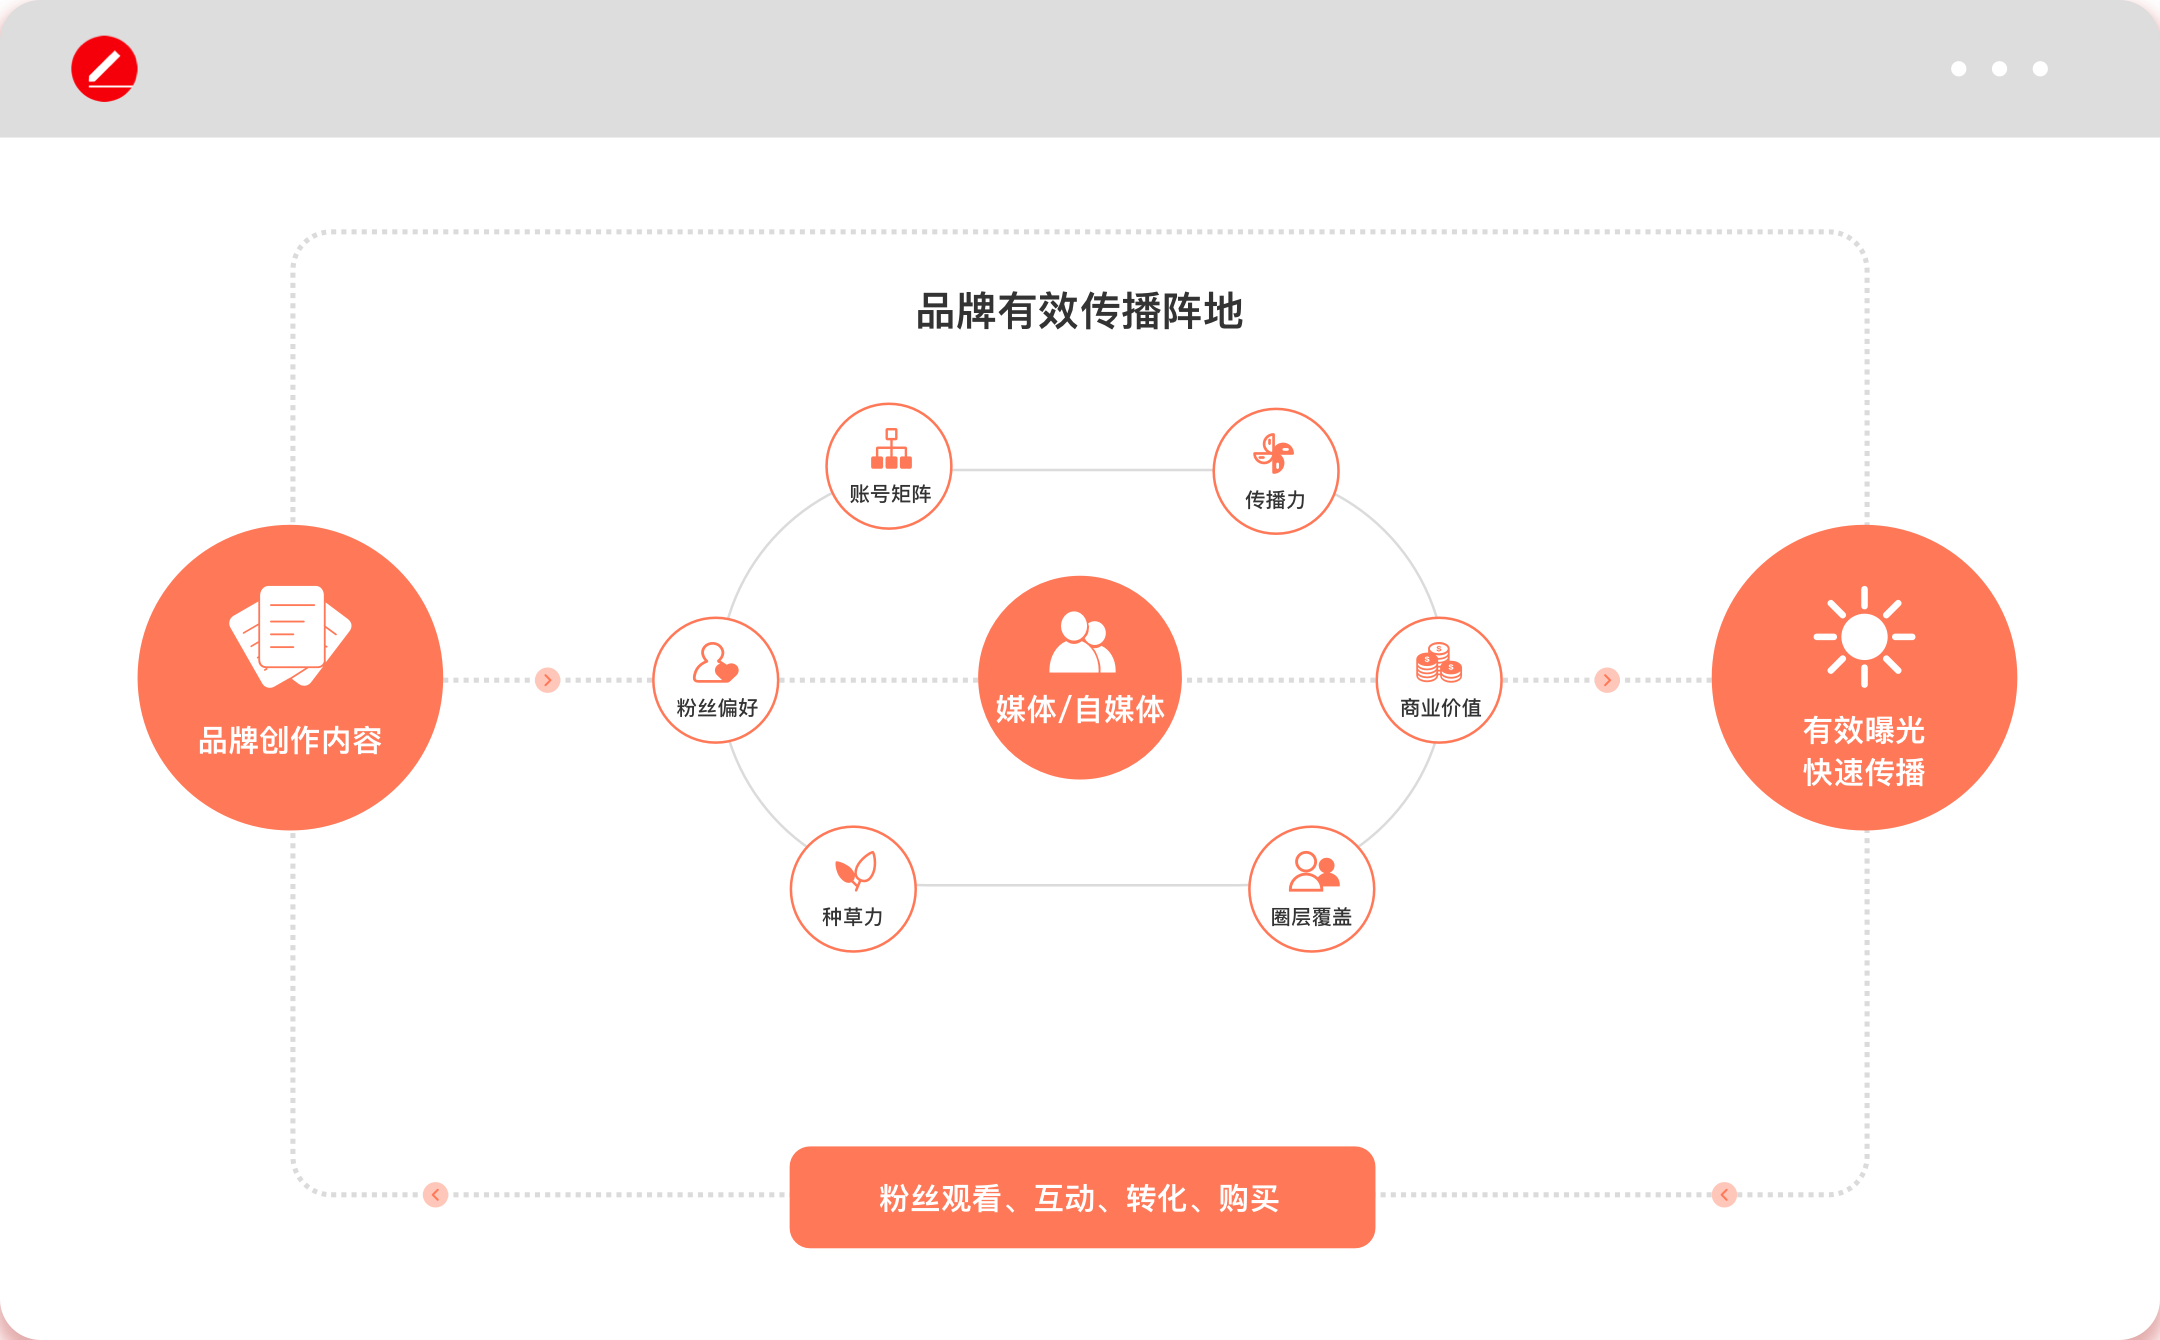 品牌有效传播阵地
账号矩阵
传播力
品牌创作内容
粉丝偏好
媒体/自媒体
商业价值
有效曝光
快速传播
种草力
圈层覆盖
粉丝观看、互动、转化、购买